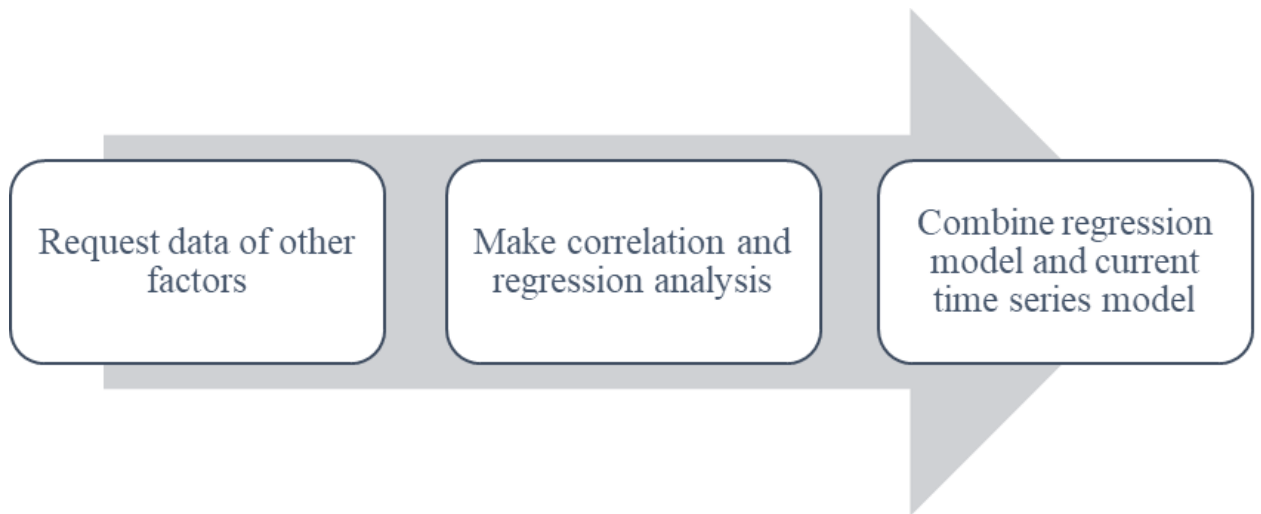 Request data of other
factors
Make correlation and
regression analysis
Combine regression
model and current
time series model